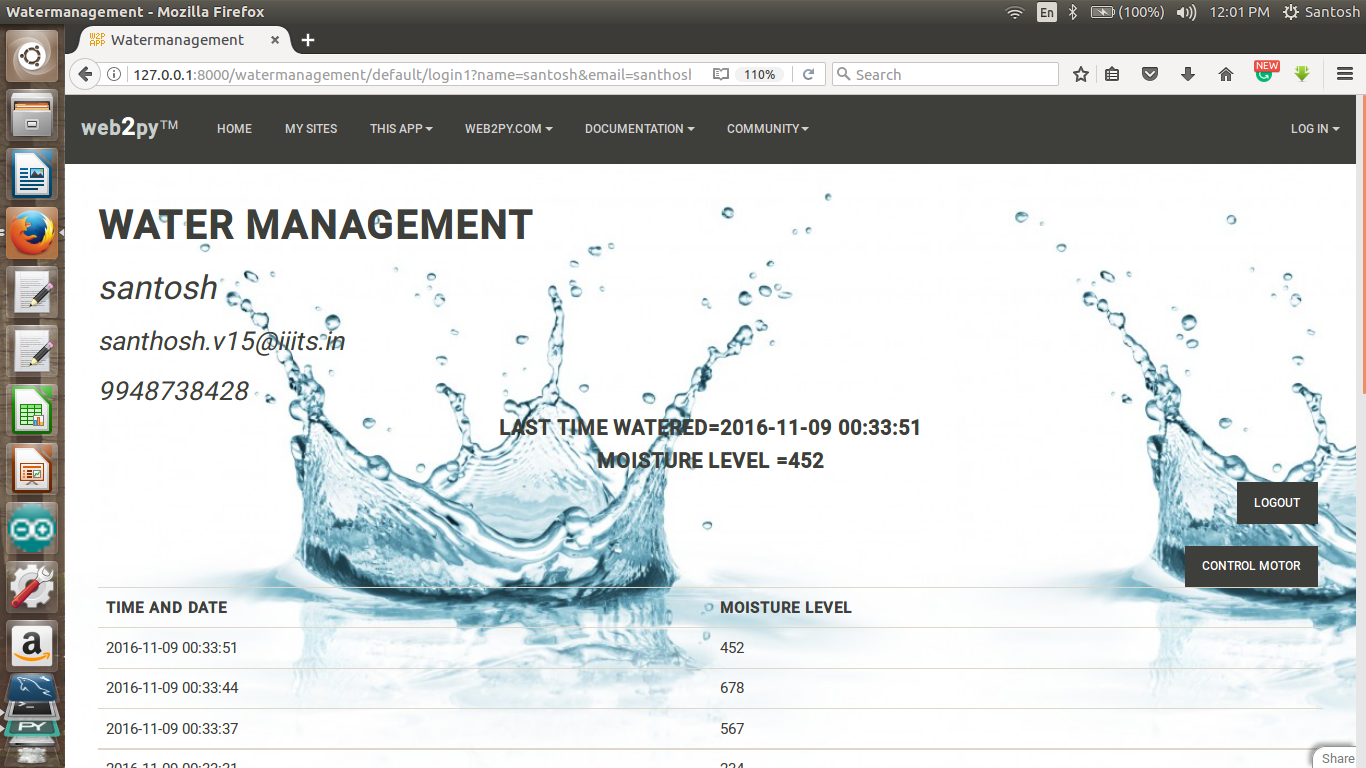 Watermanagement - Mozilla Firefox
En (100%) 12:01 PM Santosh
Watermanagement
127.0.0.1:8000/watermanagement/default/login1?name=santosh&email=santhosl 110% Search NEW
web2py™ HOME MY SITES THIS APP WEB2PY.COM DOCUMENTATION COMMUNITY LOG IN
WATER MANAGEMENT
santosh
santhosh.v15@iiits.in
9948738428
LAST TIME WATERED=2016-11-09 00:33:51
MOISTURE LEVEL =452
LOGOUT
CONTROL MOTOR
TIME AND DATE MOISTURE LEVEL
2016-11-09 00:33:51 452
2016-11-09 00:33:44 678
2016-11-09 00:33:37 567
Share